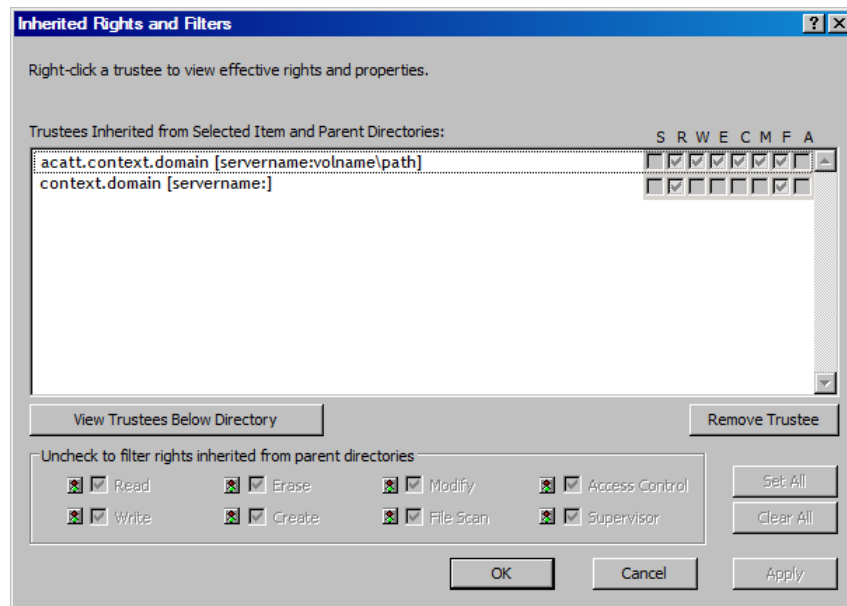 Inherited Rights and Filters
Right-click a trustee to view effective rights and properties.
Trustees Inherited from Selected Item and Parent Directories: S R W E C M F A
acatt.context.domain [servername:volname\path]
context.domain [servername:]
View Trustees Below Directory Remove Trustee
Uncheck to filter rights inherited from parent directories
Read Erase Modify Access Control Set All
Write Create File Scan Supervisor Clear All
OK Cancel Apply